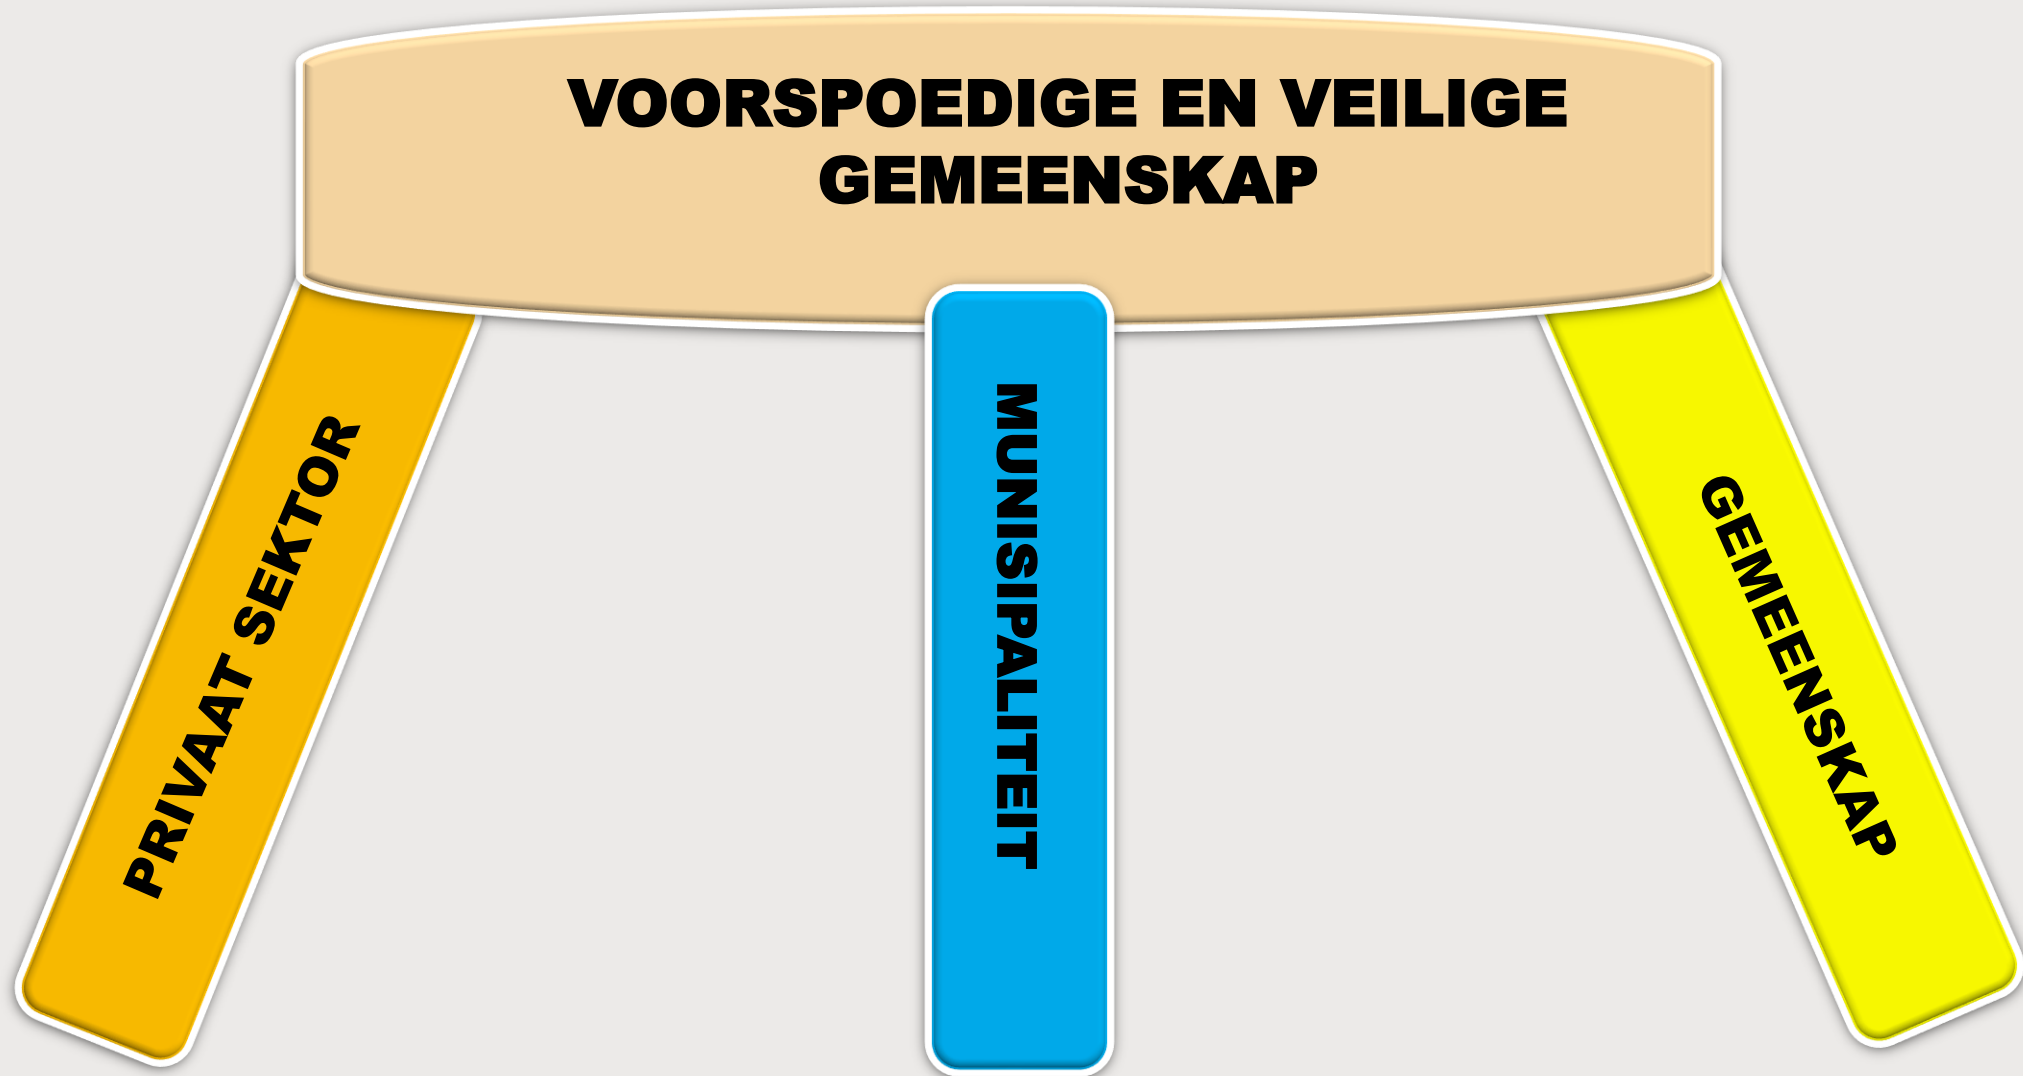 VOORSPOEDIGE EN VEILIGE
GEMEENSKAP
PRIVAAT SEKTOR
MUNISIPALITEIT
GEMEENSKAP